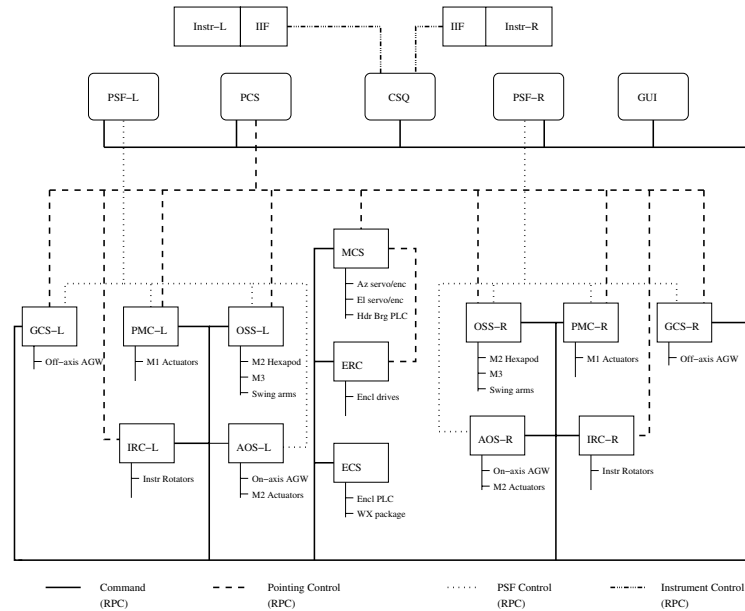 Instr-L IIF IIF Instr-R
PSF-L PCS CSQ PSF-R GUI
MCS
Az servo/enc
El servo/enc
Hdr Brg PLC
GCS-L PMC-L OSS-L OSS-R PMC-R GCS-R
Off-axis AGW M1 Actuators M2 Hexapod M2 Hexapod M1 Actuators Off-axis AGW
M3 M3
Swing arms Swing arms
ERC
Encl drives
IRC-L AOS-L ECS AOS-R IRC-R
Instr Rotators On-axis AGW On-axis AGW Instr Rotators
M2 Actuators M2 Actuators
Encl PLC
WX package
Command Pointing Control PSF Control Instrument Control
(RPC) (RPC) (RPC) (RPC)